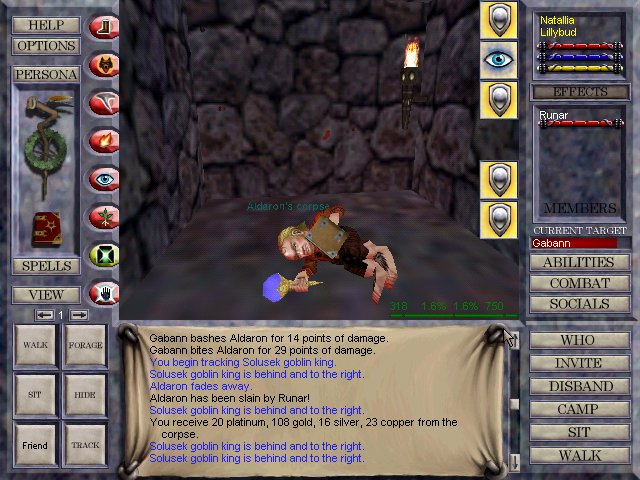 HELP
OPTIONS
PERSONA
SPELLS
VIEW
1
WALK
FORAGE
SIT
HIDE
Friend
TRACK
Aldaron's corpse
318 1.6% 1.6% 750
Gabann bashes Aldaron for 14 points of damage.
Gabann bites Aldaron for 29 points of damage.
You begin tracking Solusek goblin king.
Solusek goblin king is behind and to the right.
Aldaron fades away.
Aldaron has been slain by Runar!
Solusek goblin king is behind and to the right.
You receive 20 platinum, 108 gold, 16 silver, 23 copper from the
corpse.
Solusek goblin king is behind and to the right.
Solusek goblin king is behind and to the right.
Natallia
Lillybud
EFFECTS
Runar
MEMBERS
CURRENT TARGET
Gabann
ABILITIES
COMBAT
SOCIALS
WHO
INVITE
DISBAND
CAMP
SIT
WALK